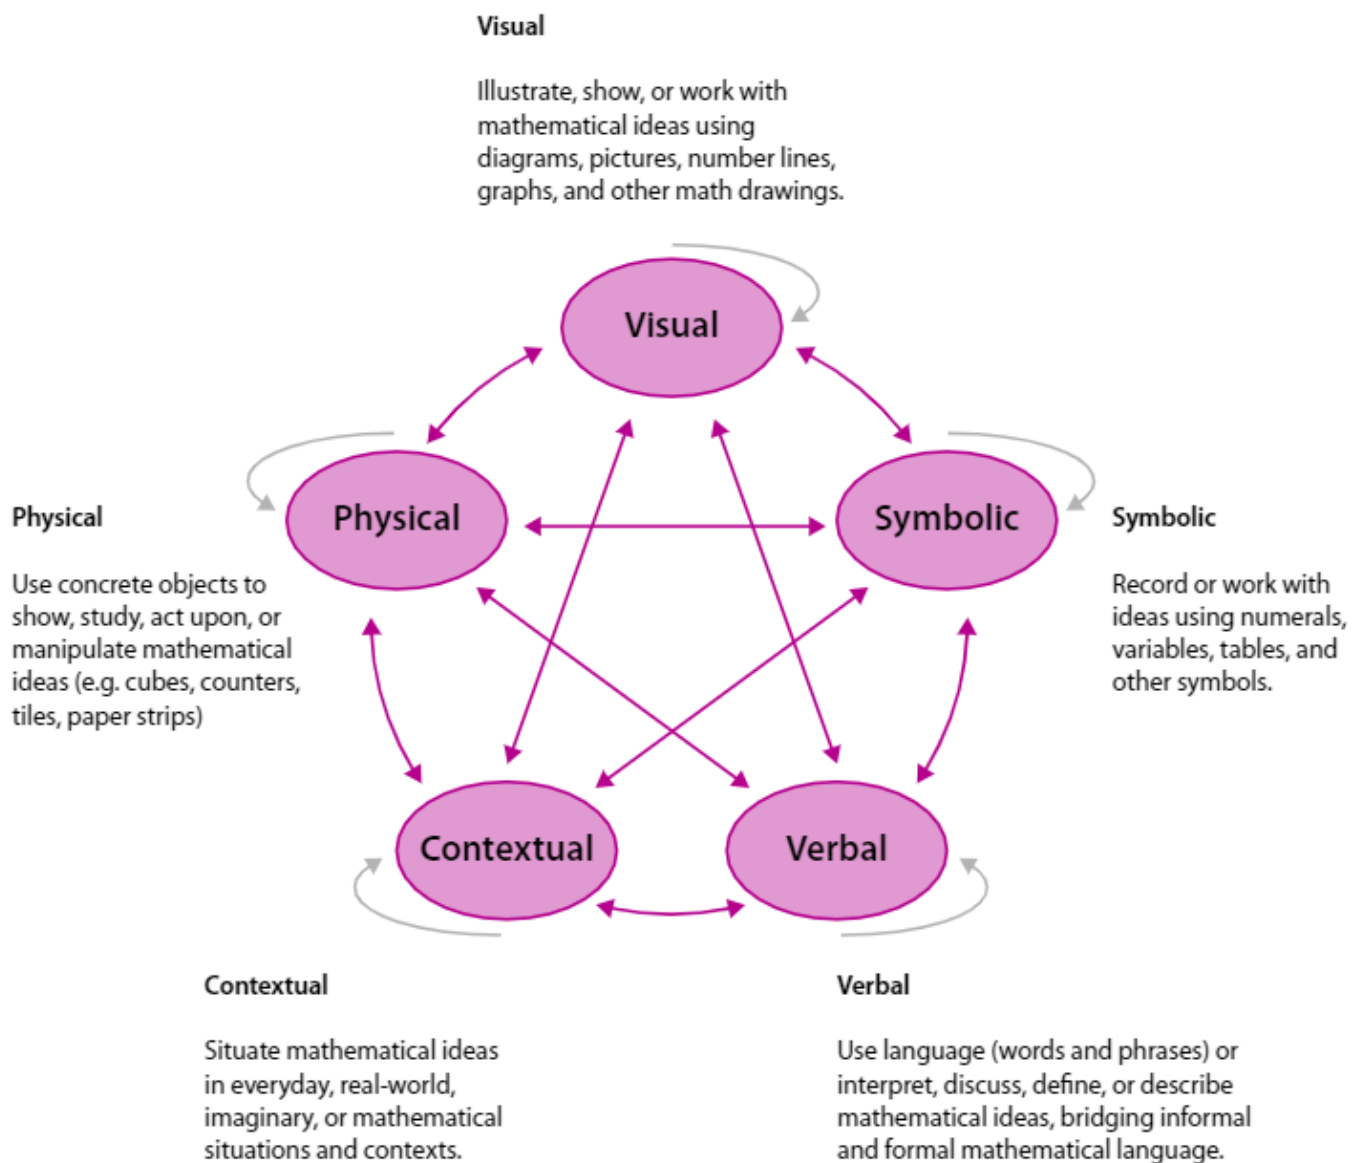 Visual
Illustrate, show, or work with
mathematical ideas using
diagrams, pictures, number lines,
graphs, and other math drawings.
Visual
Physical
Symbolic
Physical
Use concrete objects to
show, study, act upon, or
manipulate mathematical
ideas (e.g. cubes, counters,
tiles, paper strips)
Symbolic
Record or work with
ideas using numerals,
variables, tables, and
other symbols.
Contextual
Verbal
Contextual
Situate mathematical ideas
in everyday, real-world,
imaginary, or mathematical
situations and contexts.
Verbal
Use language (words and phrases) or
interpret, discuss, define, or describe
mathematical ideas, bridging informal
and formal mathematical language.